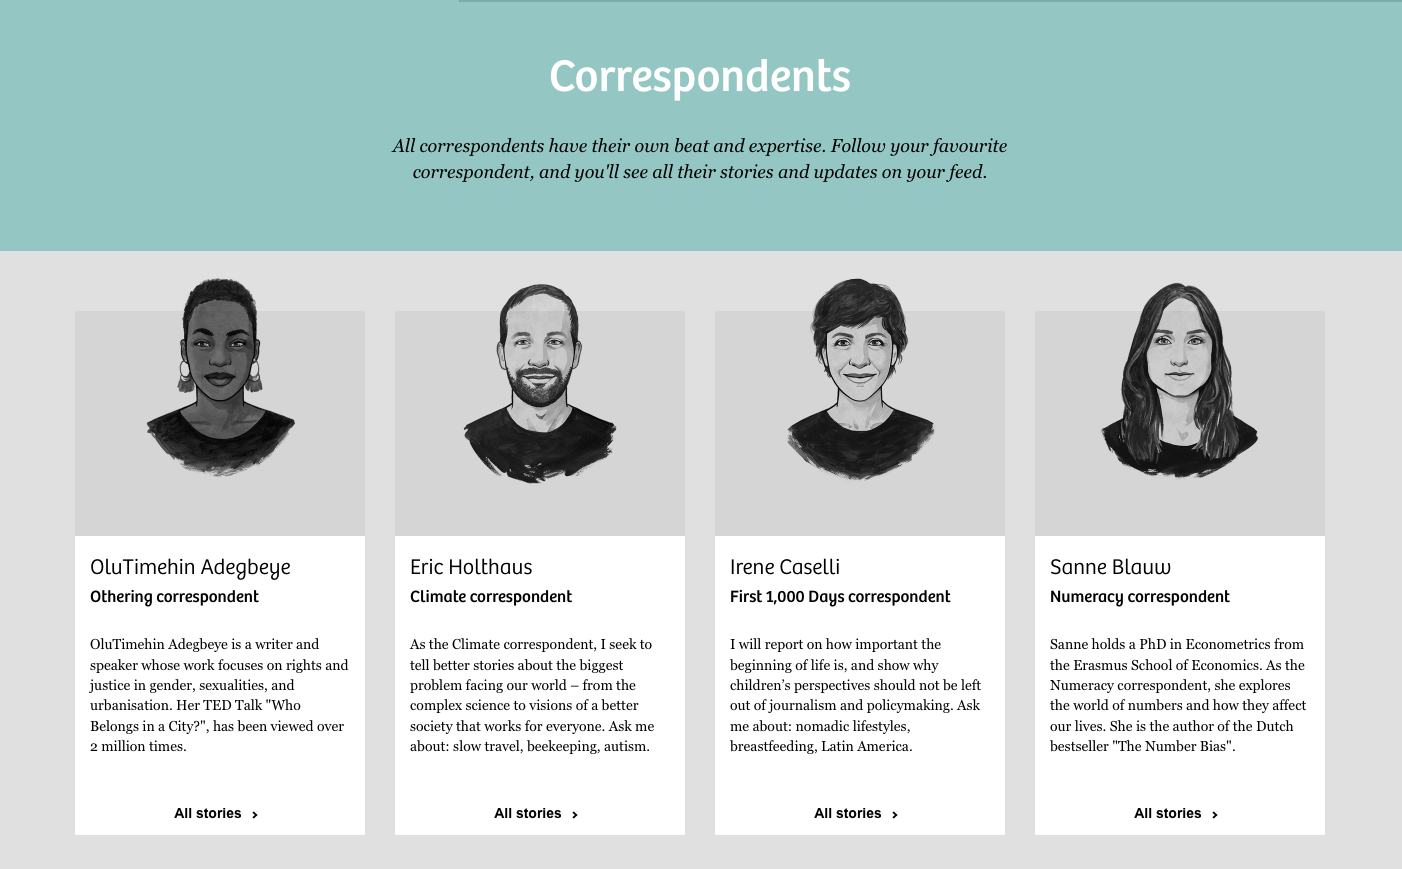 Correspondents
All correspondents have their own beat and expertise. Follow your favourite
correspondent, and you'll see all their stories and updates on your feed.
OluTimehin Adegbeye
Othering correspondent
OluTimehin Adegbeye is a writer and
speaker whose work focuses on rights and
justice in gender, sexualities, and
urbanisation. Her TED Talk "Who
Belongs in a City?", has been viewed over
2 million times.
All stories
Eric Holthaus
Climate correspondent
As the Climate correspondent, I seek to
tell better stories about the biggest
problem facing our world – from the
complex science to visions of a better
society that works for everyone. Ask me
about: slow travel, beekeeping, autism.
All stories
Irene Caselli
First 1,000 Days correspondent
I will report on how important the
beginning of life is, and show why
children’s perspectives should not be left
out of journalism and policymaking. Ask
me about: nomadic lifestyles,
breastfeeding, Latin America.
All stories
Sanne Blauw
Numeracy correspondent
Sanne holds a PhD in Econometrics from
the Erasmus School of Economics. As the
Numeracy correspondent, she explores
the world of numbers and how they affect
our lives. She is the author of the Dutch
bestseller "The Number Bias".
All stories